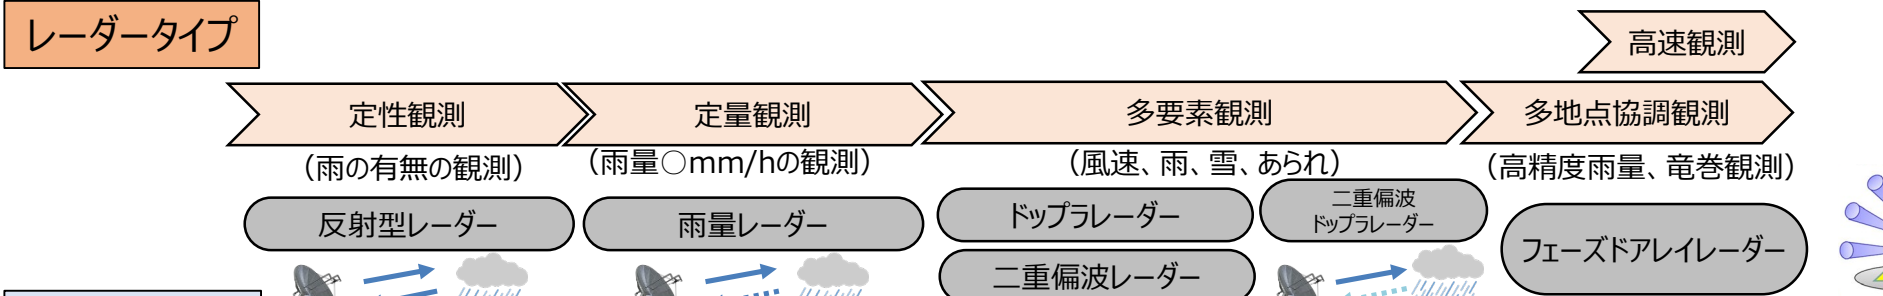 レーダータイプ
高速観測
定性観測
定量観測
多要素観測
多地点協調観測
（雨の有無の観測）
（雨量○mm/hの観測）
（風速、雨、雪、あられ）
（高精度雨量、竜巻観測）
反射型レーダー
雨量レーダー
ドップラレーダー
二重偏波
ドップラレーダー
フェーズドアレイレーダー
二重偏波レーダー